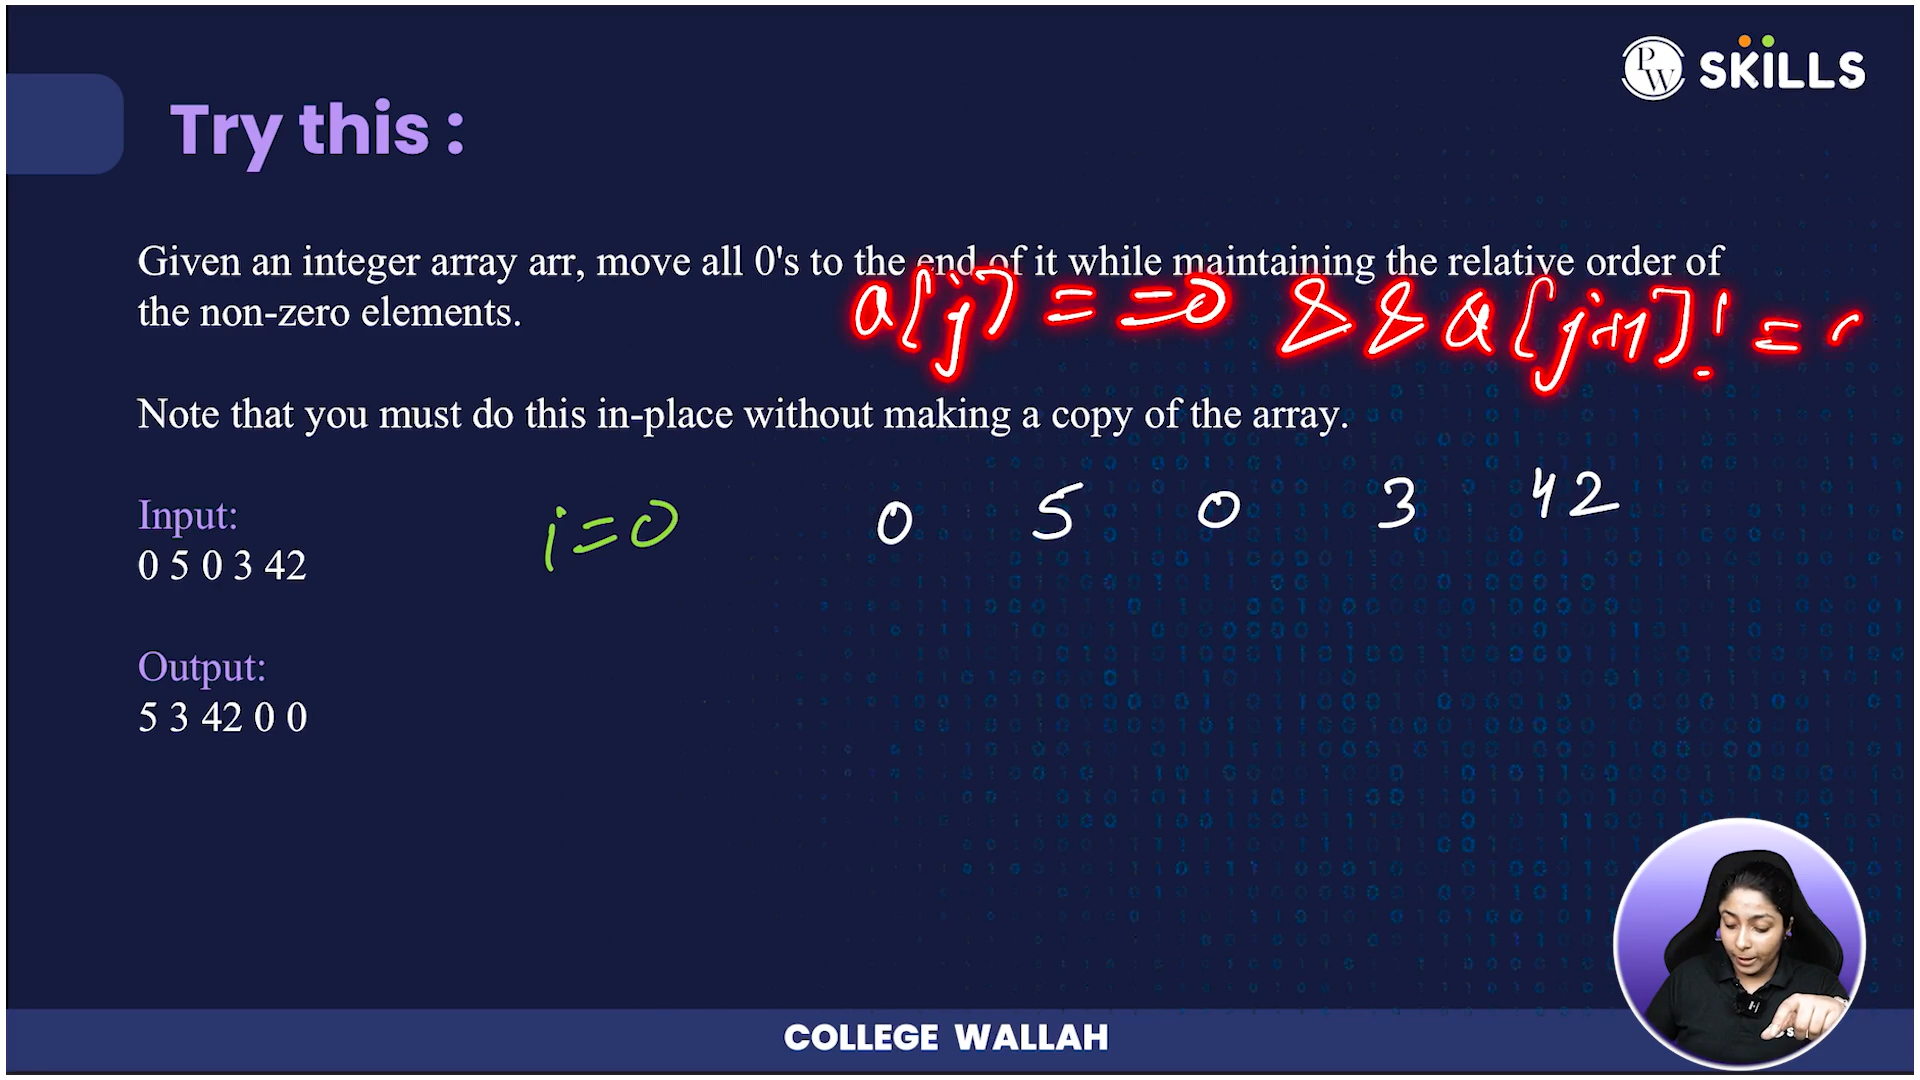 PW SKILLS
Try this :
Given an integer array arr, move all 0's to the end of it while maintaining the relative order of
the non-zero elements.
a[j] = =0 && a[j+1] ! =
Note that you must do this in-place without making a copy of the array.
Input:
0 5 0 3 42
i=0 0 5 0 3 42
Output:
5 3 42 0 0
COLLEGE WALLAH